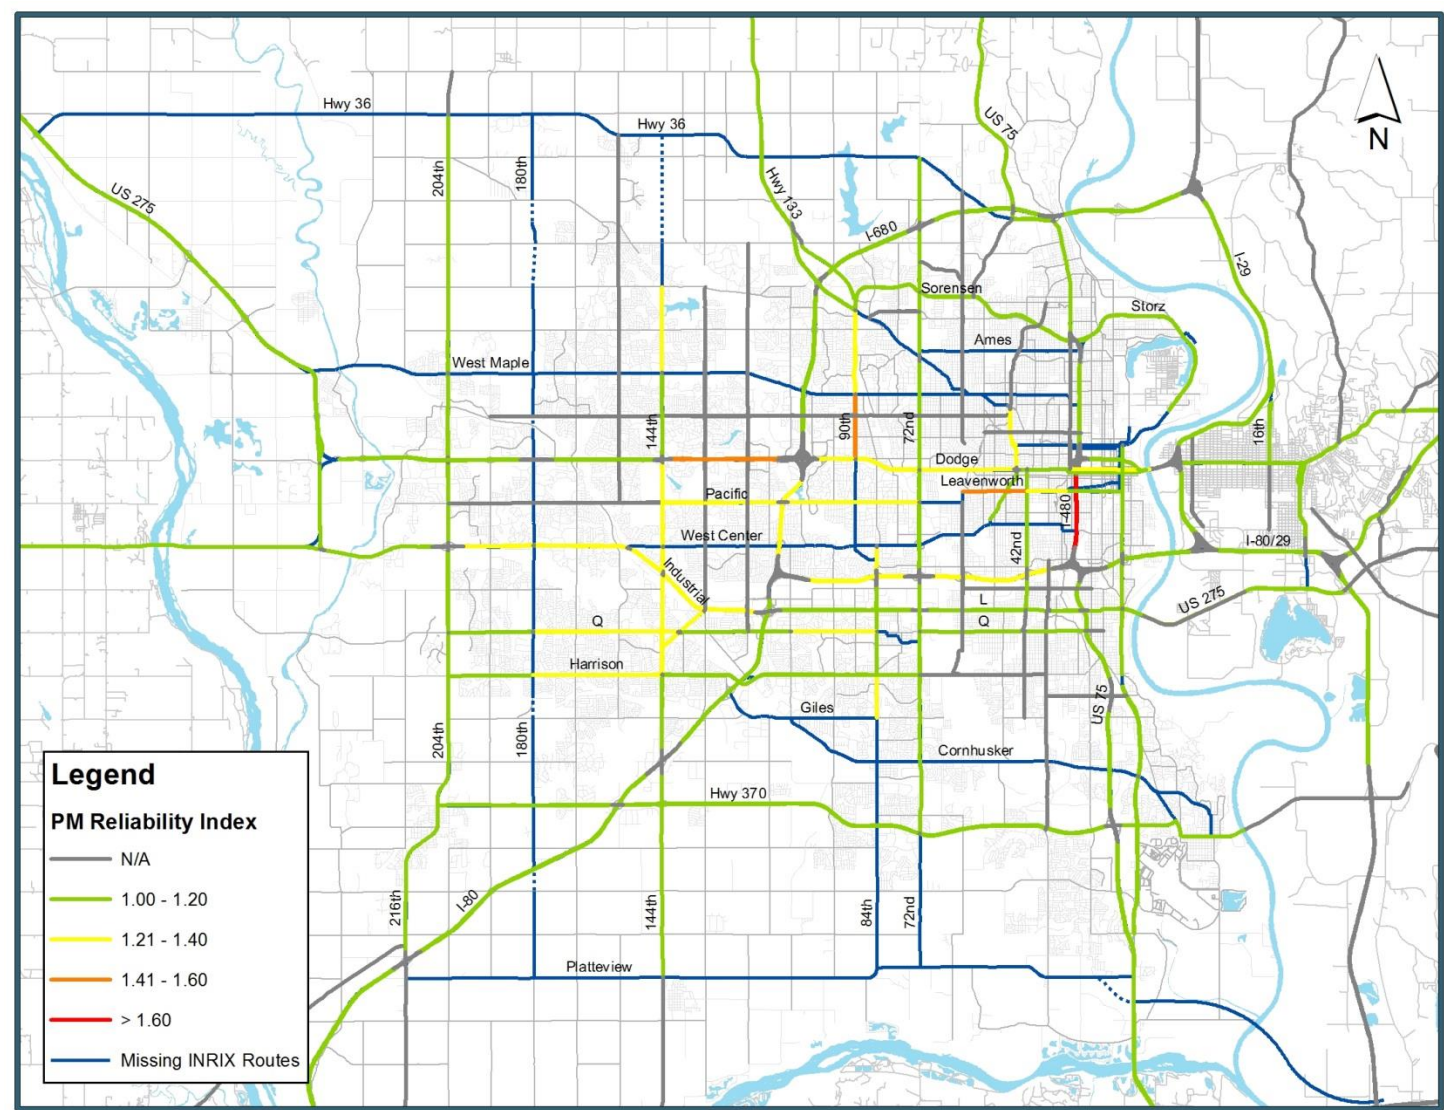 Hwy 36
Hwy 36
US 75
N
204th
180th
US 275
Hwy 133
I-680
I-29
Sorensen
Storz
Ames
West Maple
144th
90th
72nd
16th
Dodge
Leavenworth
Pacific
I-480
West Center
42nd
I-80/29
Industrial
L
US 275
Q
Q
Harrison
US 75
Giles
204th
180th
Cornhusker
Hwy 370
216th
I-80
144th
84th
72nd
Platteview
Legend
PM Reliability Index
N/A
1.00 - 1.20
1.21 - 1.40
1.41 - 1.60
> 1.60
Missing INRIX Routes